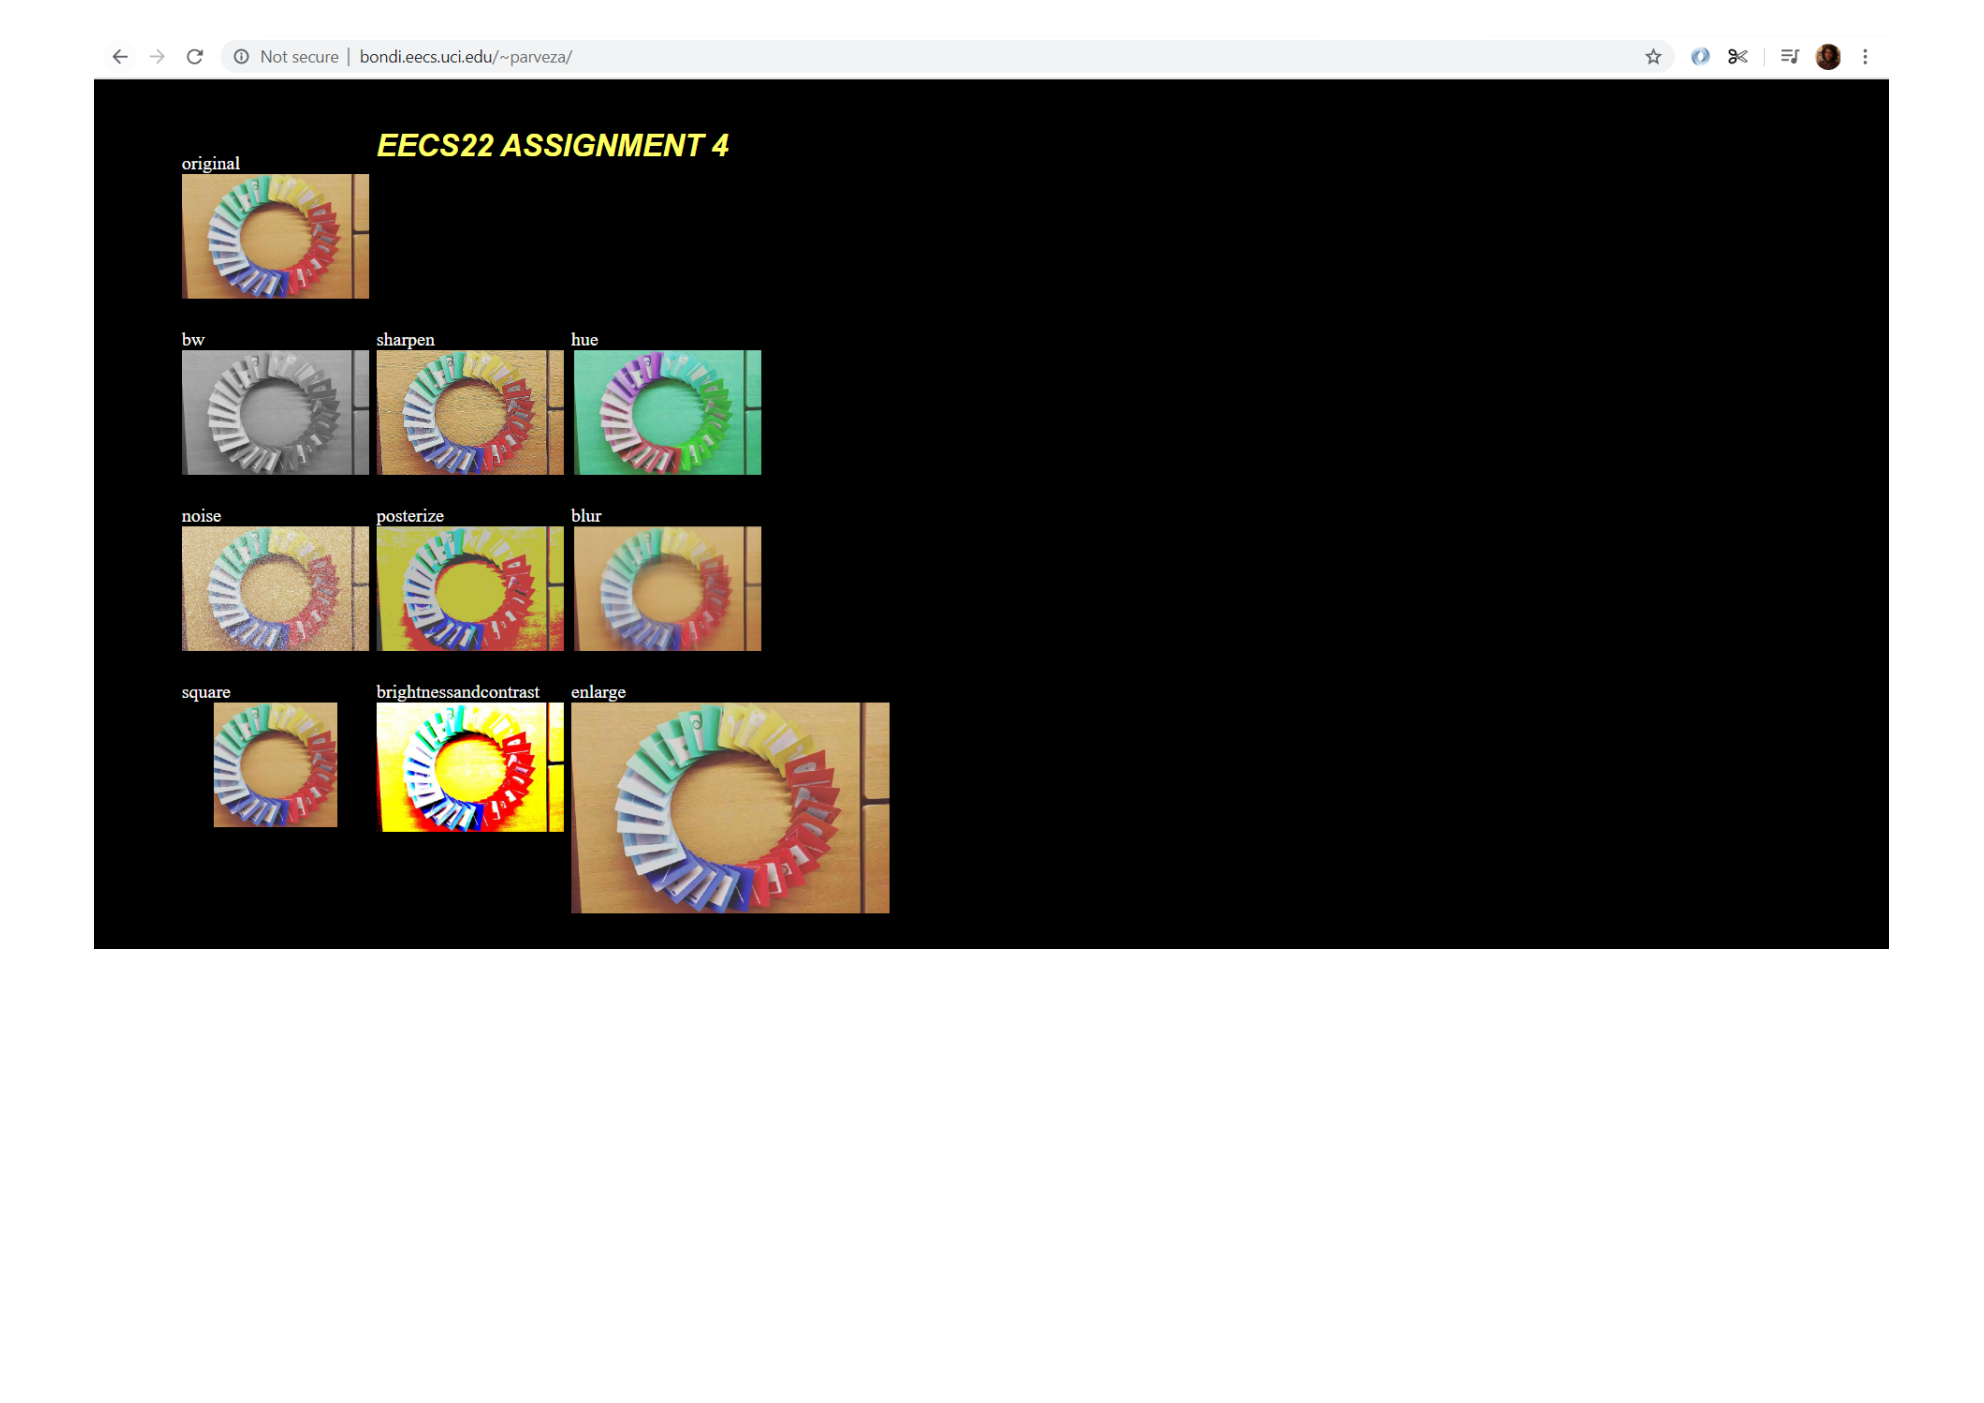 Not secure | bondi.eecs.uci.edu/~parveza/
EECS22 ASSIGNMENT 4
original
bw sharpen hue
noise posterize blur
square brightnessandcontrast enlarge